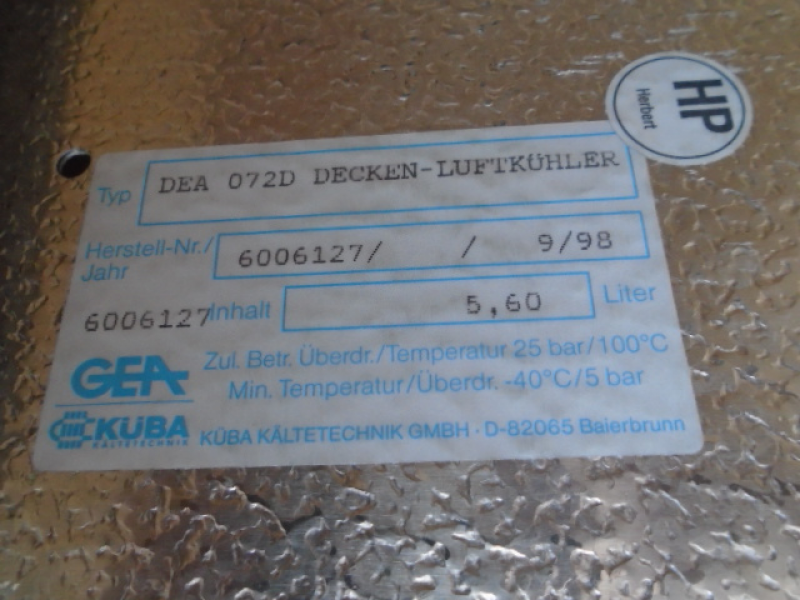 HP
Herbert
Typ DEA 072D DECKEN-LUFTKÜHLER
Herstell-Nr./
Jahr 6006127/ / 9/98
6006127 Inhalt 5,60 Liter
Zul. Betr. Überdr./Temperatur 25 bar/100°C
Min. Temperatur/Überdr. -40°C/5 bar
GEA
KÜBA
KÄLTETECHNIK
KÜBA KÄLTETECHNIK GMBH · D-82065 Baierbrunn